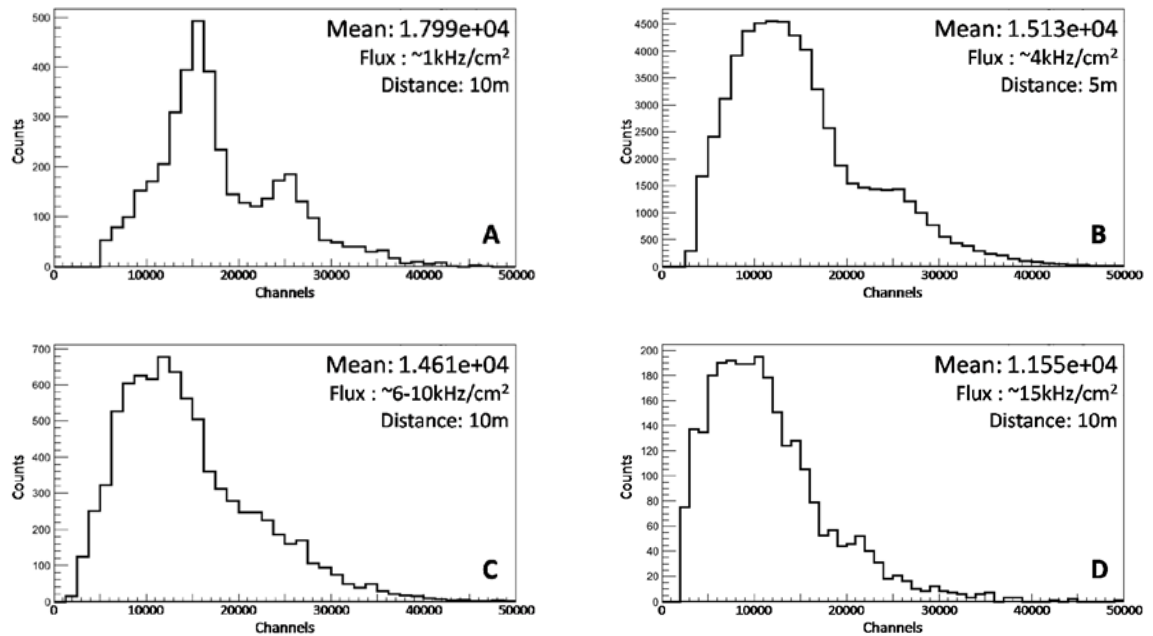 Mean: 1.799e+04
Flux : ~1kHz/cm²
Distance: 10m
Counts
500
400
300
200
100
0
0 10000 20000 30000 40000 50000
Channels
A
Mean: 1.513e+04
Flux : ~4kHz/cm²
Distance: 5m
Counts
4500
4000
3500
3000
2500
2000
1500
1000
500
0
0 10000 20000 30000 40000 50000
Channels
B
Mean: 1.461e+04
Flux : ~6-10kHz/cm²
Distance: 10m
Counts
700
600
500
400
300
200
100
0
0 10000 20000 30000 40000 50000
Channels
C
Mean: 1.155e+04
Flux : ~15kHz/cm²
Distance: 10m
Counts
200
180
160
140
120
100
80
60
40
20
0
0 10000 20000 30000 40000 50000
Channels
D